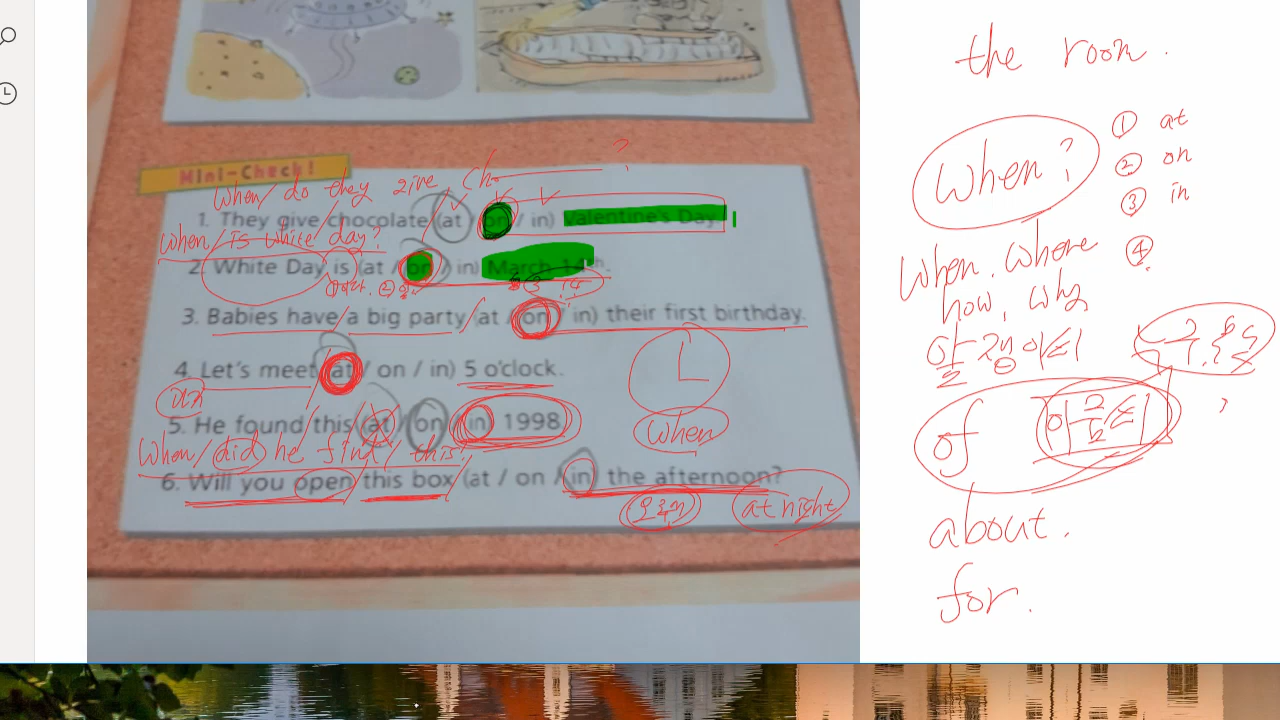 Mini-Check!
When/ do they give, Ch ?
1. They give chocolate (at / on / in) Valentine's Day.
When/ is white day?
2. White Day is (at / on / in) March 14th.
3. Babies have a big party (at / on / in) their first birthday.
4. Let's meet (at / on / in) 5 o'clock.
5. He found this (at / on / in) 1998
when
When/ did he find/ this?
6. Will you open this box (at / on / in) the afternoon?
오후에
at night
the room.
When?
① at
② on
③ in
④
When. Where
how, why
of
about.
for.